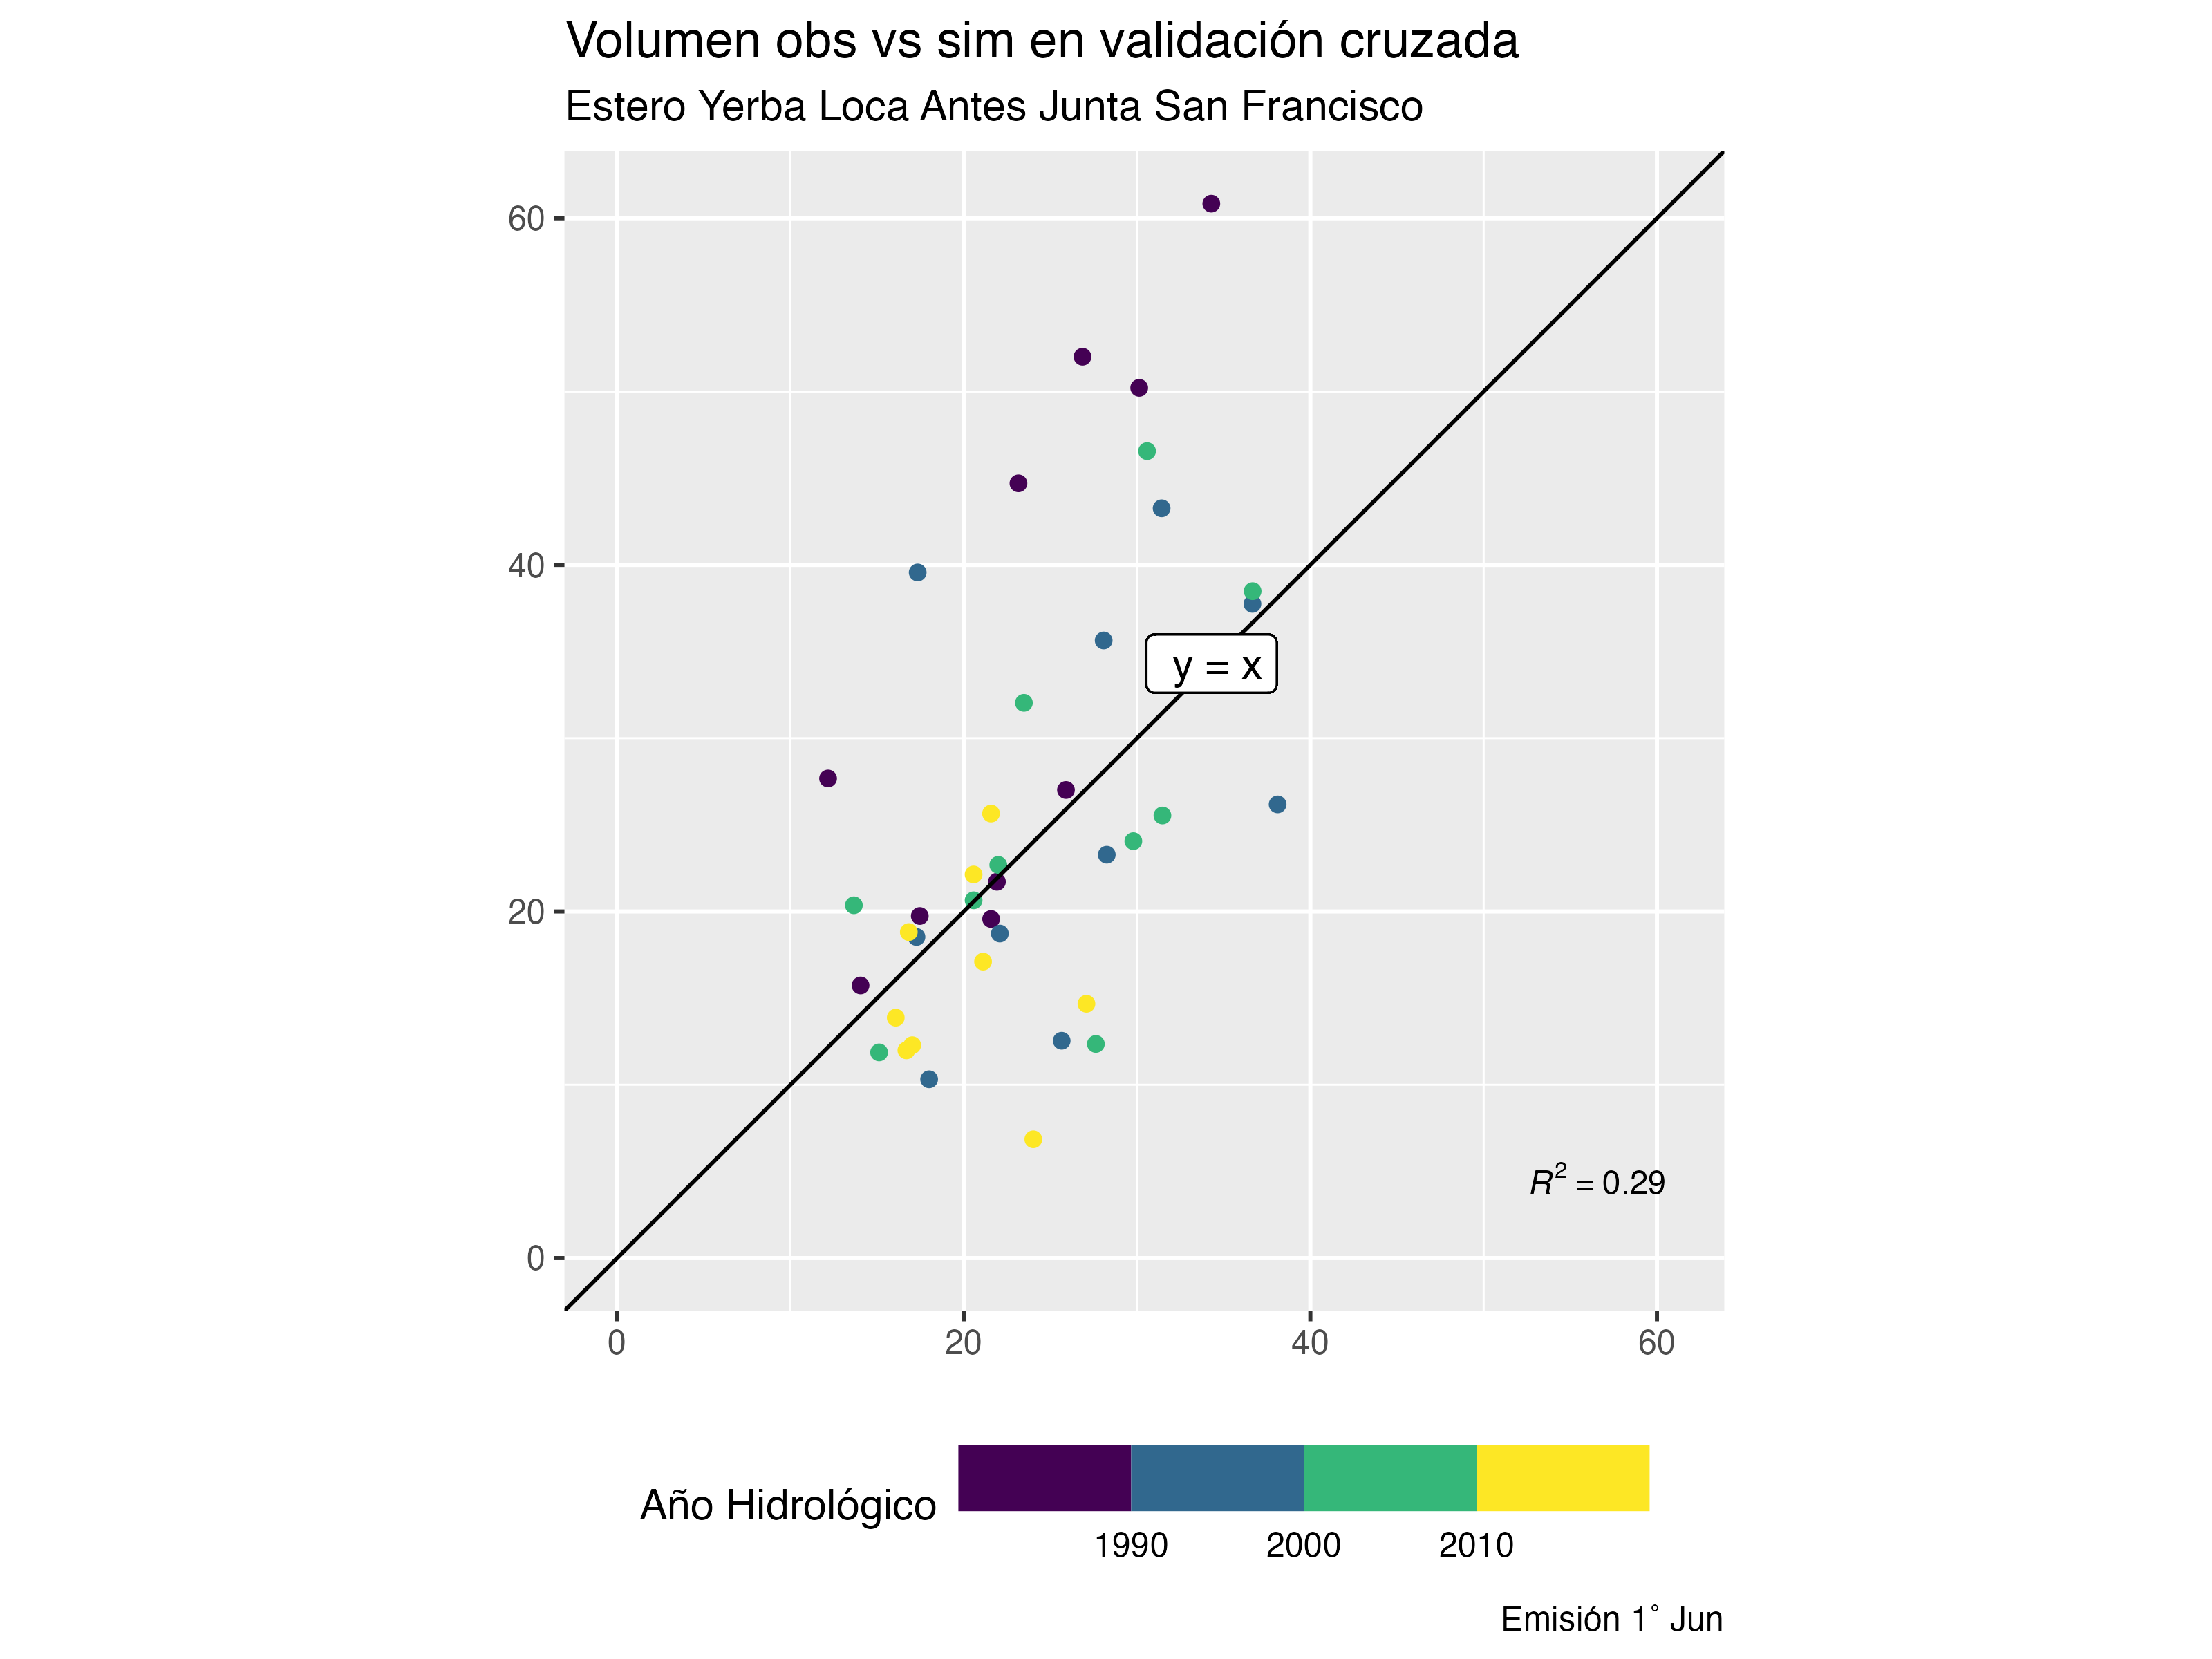 Volumen obs vs sim en validación cruzada
Estero Yerba Loca Antes Junta San Francisco
60
40
20
0
y = x
R² = 0.29
0 20 40 60
Año Hidrológico
1990 2000 2010
Emisión 1° Jun